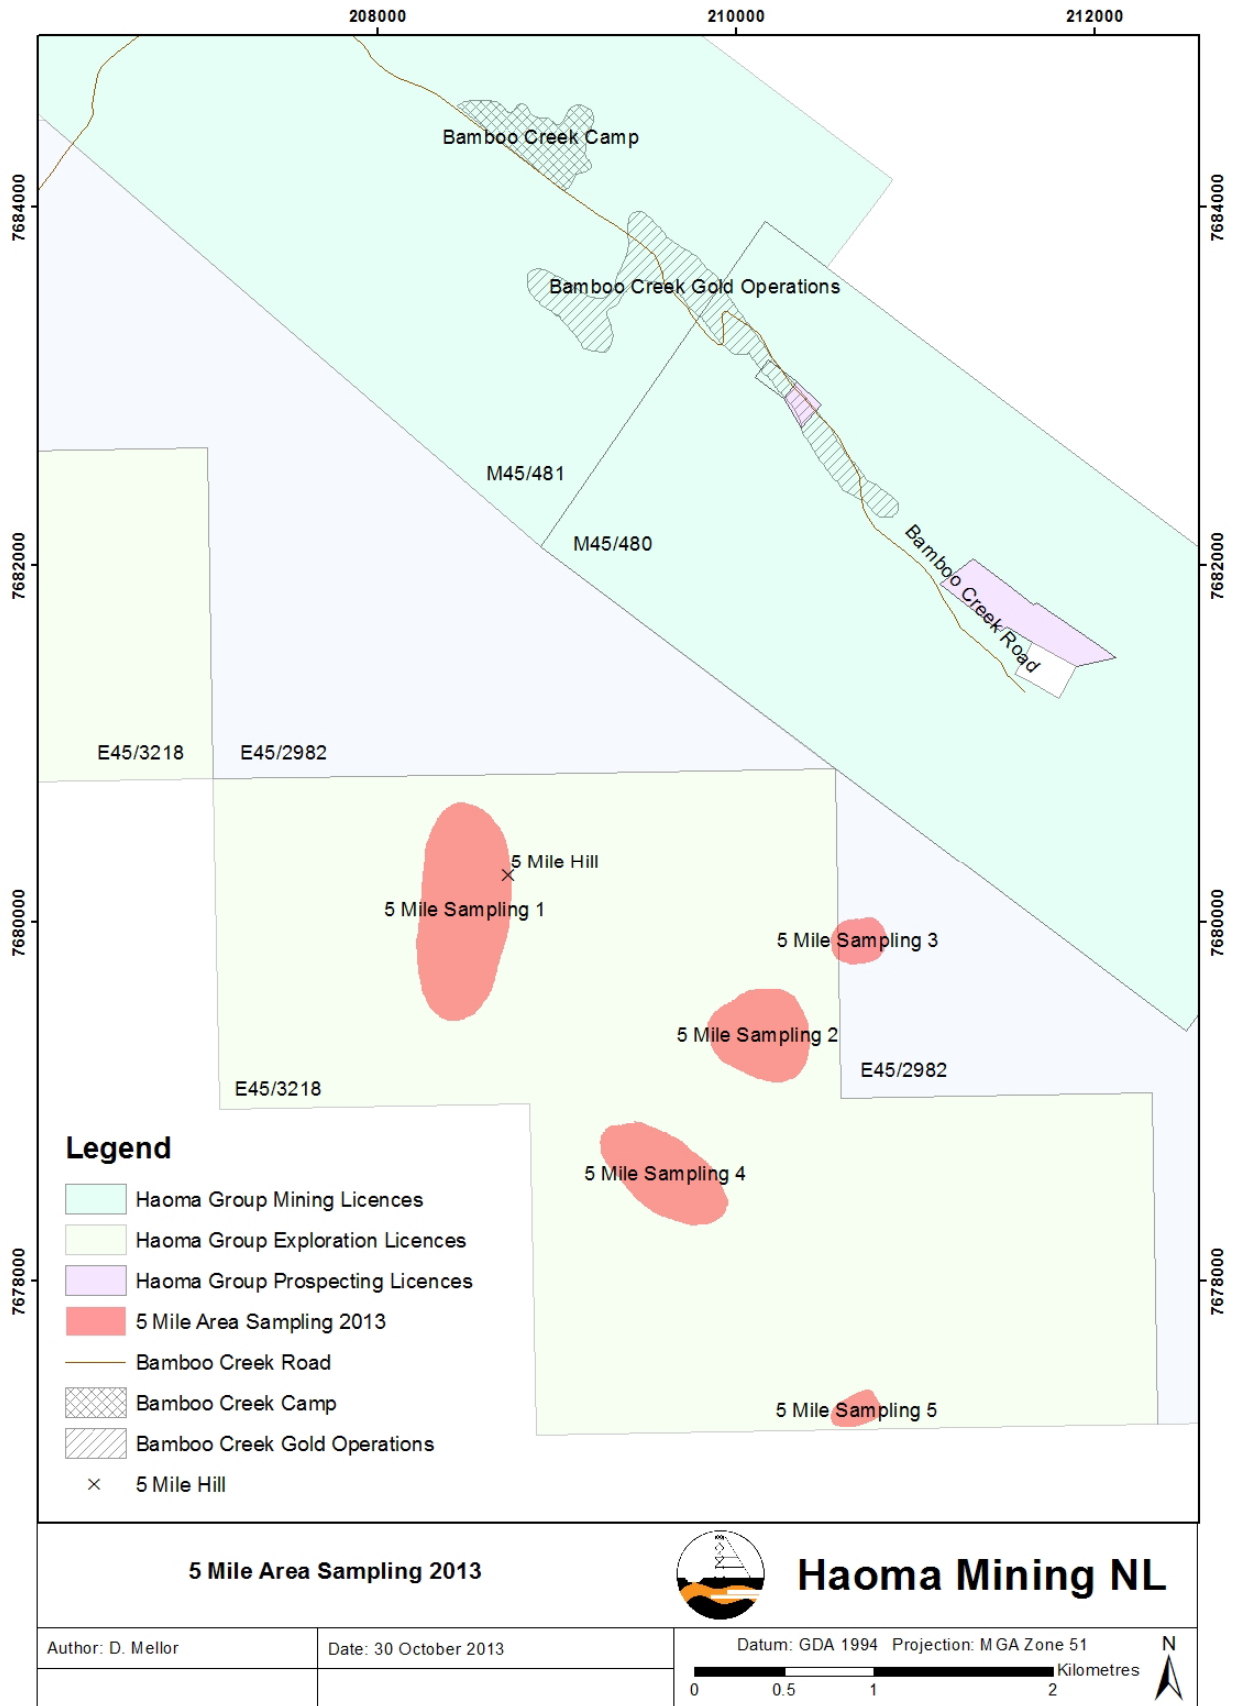 208000
210000
212000
Bamboo Creek Camp
7684000
7684000
Bamboo Creek Gold Operations
M45/481
M45/480
7682000
7682000
Bamboo Creek Road
E45/3218
E45/2982
5 Mile Hill
5 Mile Sampling 1
7680000
7680000
5 Mile Sampling 3
5 Mile Sampling 2
E45/2982
E45/3218
5 Mile Sampling 4
7678000
7678000
5 Mile Sampling 5
Legend
Haoma Group Mining Licences
Haoma Group Exploration Licences
Haoma Group Prospecting Licences
5 Mile Area Sampling 2013
Bamboo Creek Road
Bamboo Creek Camp
Bamboo Creek Gold Operations
5 Mile Hill
5 Mile Area Sampling 2013
Haoma Mining NL
Author: D. Mellor
Date: 30 October 2013
Datum: GDA 1994 Projection: MGA Zone 51
N
Kilometres
0 0.5 1 2